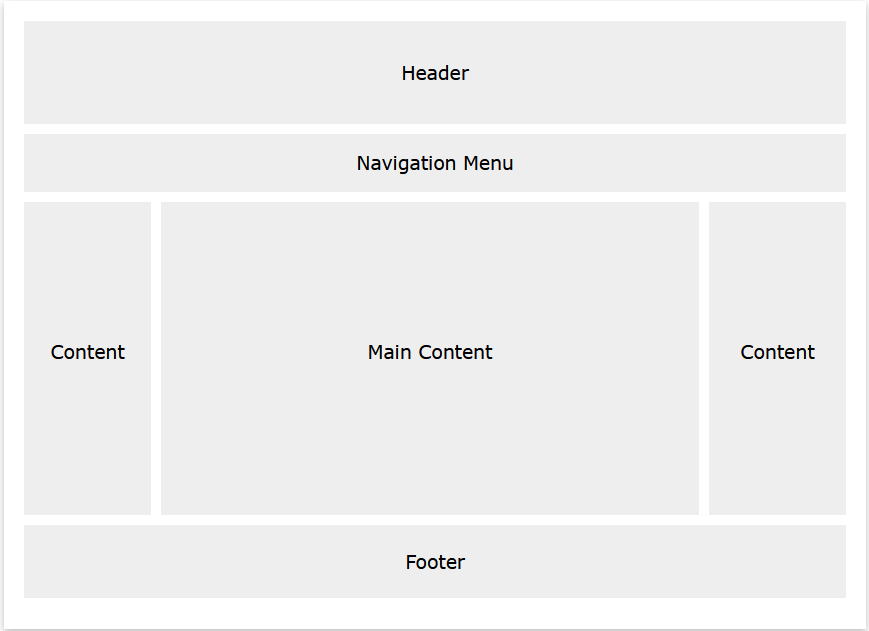 Header
Navigation Menu
Content
Main Content
Content
Footer